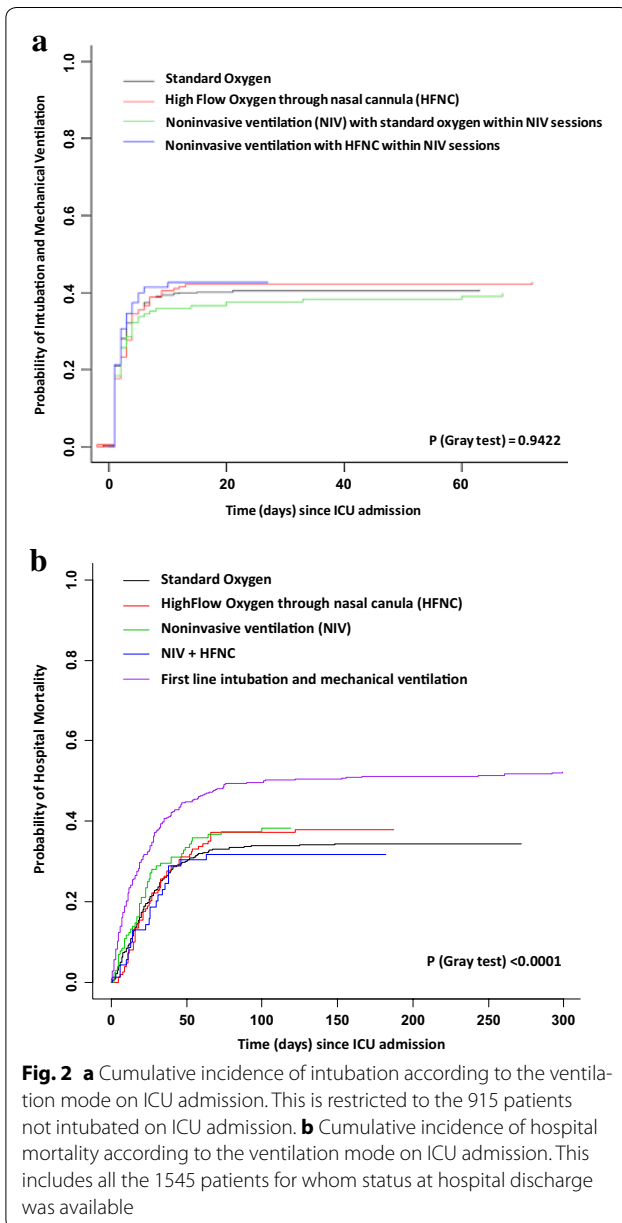 a
Probability of Intubation and Mechanical Ventilation
1.0
0.8
0.6
0.4
0.2
0.0
Standard Oxygen
High Flow Oxygen through nasal cannula (HFNC)
Noninvasive ventilation (NIV) with standard oxygen within NIV sessions
Noninvasive ventilation with HFNC within NIV sessions
P (Gray test) = 0.9422
0 20 40 60
Time (days) since ICU admission
b
Probability of Hospital Mortality
1.0
0.8
0.6
0.4
0.2
0.0
Standard Oxygen
HighFlow Oxygen through nasal canula (HFNC)
Noninvasive ventilation (NIV)
NIV + HFNC
First line intubation and mechanical ventilation
P (Gray test) <0.0001
0 50 100 150 200 250 300
Time (days) since ICU admission
Fig. 2 a Cumulative incidence of intubation according to the ventila-
tion mode on ICU admission. This is restricted to the 915 patients
not intubated on ICU admission. b Cumulative incidence of hospital
mortality according to the ventilation mode on ICU admission. This
includes all the 1545 patients for whom status at hospital discharge
was available